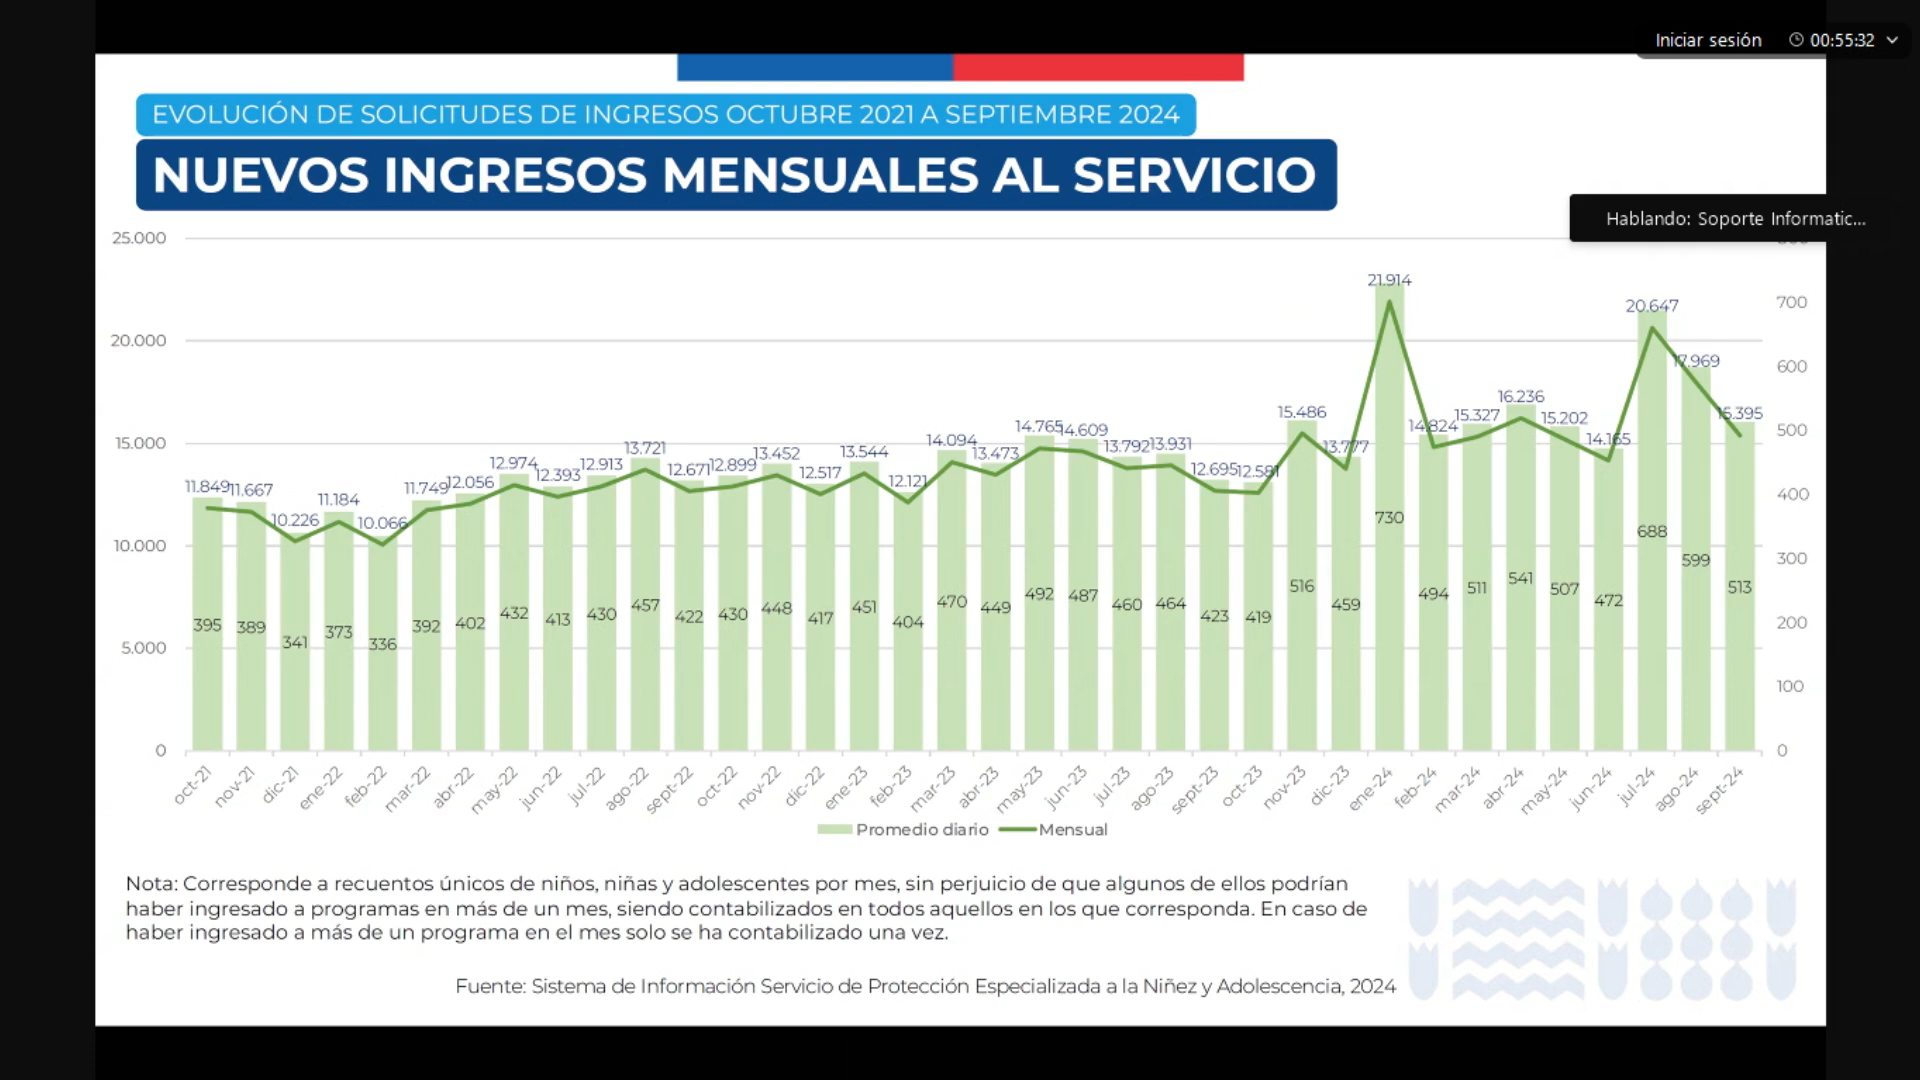 Iniciar sesión 00:55:32
EVOLUCIÓN DE SOLICITUDES DE INGRESOS OCTUBRE 2021 A SEPTIEMBRE 2024
NUEVOS INGRESOS MENSUALES AL SERVICIO
Hablando: Soporte Informatic...
25.000
20.000
15.000
10.000
5.000
0
700
600
500
400
300
200
100
0
11.849 11.667 10.226 11.184 10.066 11.749 12.056 12.974 12.393 12.913 13.721 12.671 12.899 13.452 12.517 13.544 12.121 14.094 13.473 14.765 14.609 13.792 13.931 12.695 12.581 15.486 13.777 21.914 14.824 15.327 16.236 15.202 14.165 20.647 17.969 15.395
395 389 341 373 336 392 402 432 413 430 457 422 430 448 417 451 404 470 449 492 487 460 464 423 419 516 459 730 494 511 541 507 472 688 599 513
oct-21 nov-21 dic-21 ene-22 feb-22 mar-22 abr-22 may-22 jun-22 jul-22 ago-22 sept-22 oct-22 nov-22 dic-22 ene-23 feb-23 mar-23 abr-23 may-23 jun-23 jul-23 ago-23 sept-23 oct-23 nov-23 dic-23 ene-24 feb-24 mar-24 abr-24 may-24 jun-24 jul-24 ago-24 sept-24
Promedio diario Mensual
Nota: Corresponde a recuentos únicos de niños, niñas y adolescentes por mes, sin perjuicio de que algunos de ellos podrían
haber ingresado a programas en más de un mes, siendo contabilizados en todos aquellos en los que corresponda. En caso de
haber ingresado a más de un programa en el mes solo se ha contabilizado una vez.
Fuente: Sistema de Información Servicio de Protección Especializada a la Niñez y Adolescencia, 2024